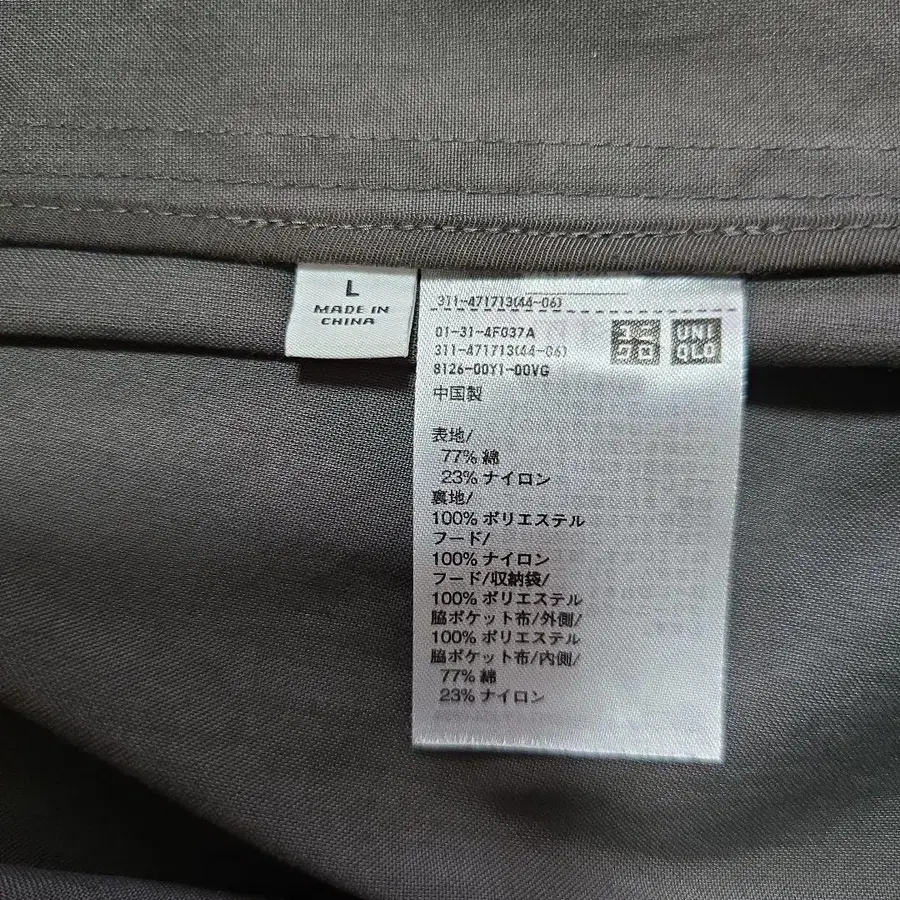 L
MADE IN
CHINA
311-471713(44-06)
01-31-4F037A
311-471713(44-06)
8126-00Y1-00VG
ユニ
クロ
UNI
QLO
中国製
表地/
77% 綿
23% ナイロン
裏地/
100% ポリエステル
フード/
100% ナイロン
フード/収納袋/
100% ポリエステル
脇ポケット布/外側/
100% ポリエステル
脇ポケット布/内側/
77% 綿
23% ナイロン